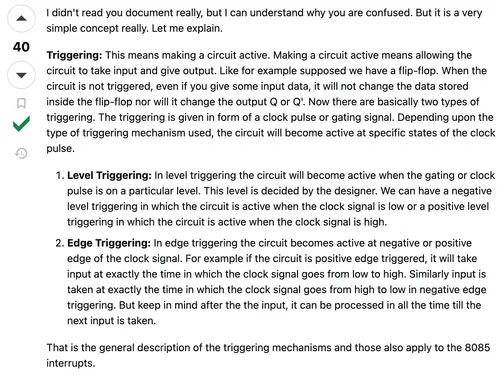 I didn't read you document really, but I can understand why you are confused. But it is a very
simple concept really. Let me explain.
40
Triggering: This means making a circuit active. Making a circuit active means allowing the
circuit to take input and give output. Like for example supposed we have a flip-flop. When the
circuit is not triggered, even if you give some input data, it will not change the data stored
inside the flip-flop nor will it change the output Q or Q'. Now there are basically two types of
triggering. The triggering is given in form of a clock pulse or gating signal. Depending upon the
type of triggering mechanism used, the circuit will become active at specific states of the clock
pulse.
1. Level Triggering: In level triggering the circuit will become active when the gating or clock
pulse is on a particular level. This level is decided by the designer. We can have a negative
level triggering in which the circuit is active when the clock signal is low or a positive level
triggering in which the circuit is active when the clock signal is high.
2. Edge Triggering: In edge triggering the circuit becomes active at negative or positive
edge of the clock signal. For example if the circuit is positive edge triggered, it will take
input at exactly the time in which the clock signal goes from low to high. Similarly input is
taken at exactly the time in which the clock signal goes from high to low in negative edge
triggering. But keep in mind after the the input, it can be processed in all the time till the
next input is taken.
That is the general description of the triggering mechanisms and those also apply to the 8085
interrupts.